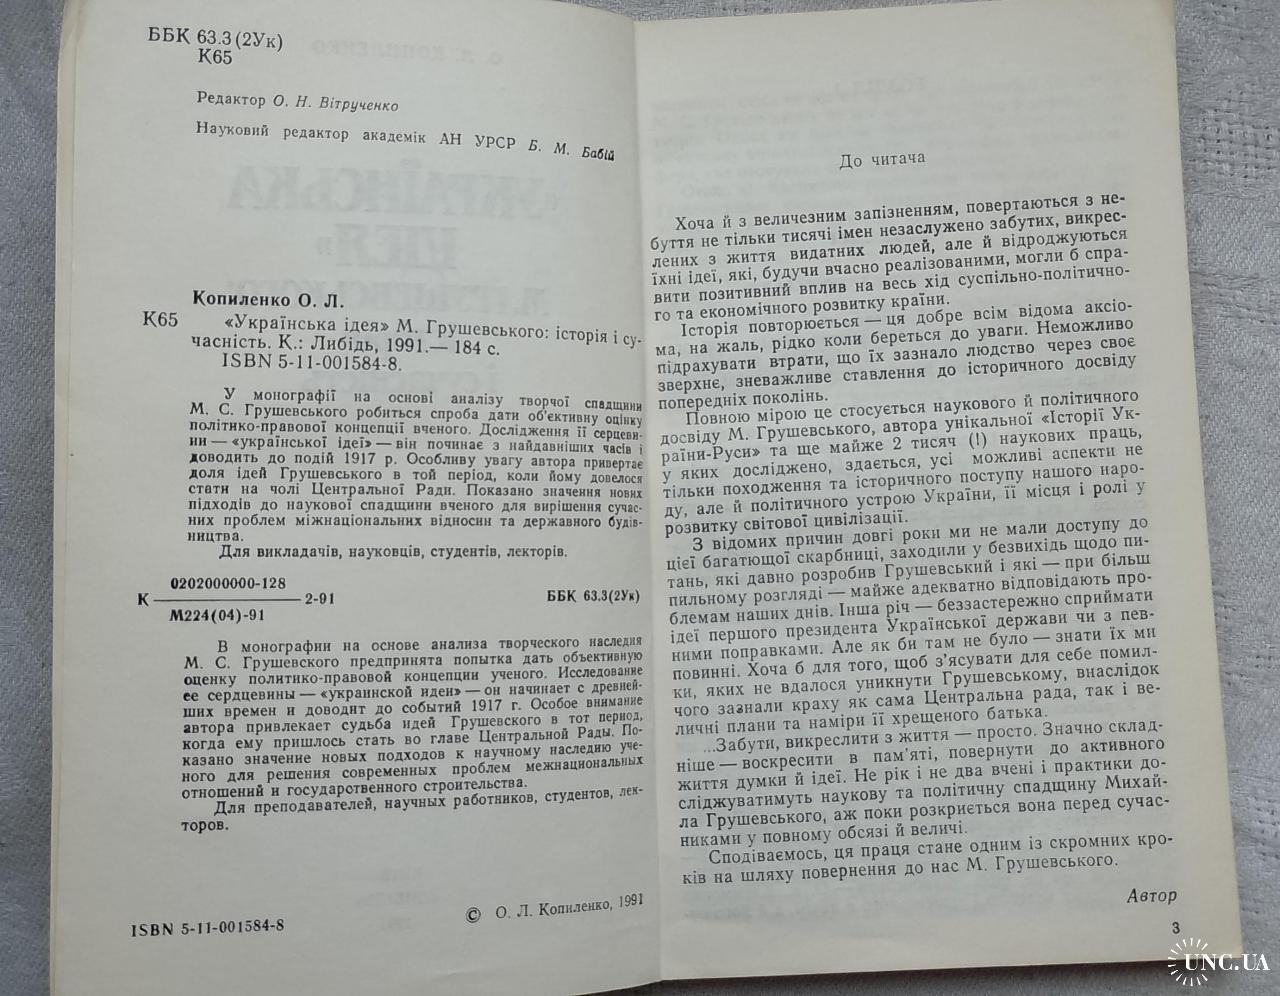 ББК 63.3(2Ук)
К65
Редактор О. Н. Вітрученко
Науковий редактор академік АН УРСР Б. М. Бабій
Копиленко О. Л.
К65 «Українська ідея» М. Грушевського: історія і су-
часність. К.: Либідь, 1991.— 184 с.
ISBN 5-11-001584-8.
У монографії на основі аналізу творчої спадщини
М. С. Грушевського робиться спроба дати об'єктивну оцінку
політико-правової концепції вченого. Дослідження її серцеви-
ни — «української ідеї» — він починає з найдавніших часів і
доводить до подій 1917 р. Особливу увагу автора привертає
доля ідей Грушевського в той період, коли йому довелося
стати на чолі Центральної Ради. Показано значення нових
підходів до наукової спадщини вченого для вирішення сучас-
них проблем міжнаціональних відносин та державного будів-
ництва.
Для викладачів, науковців, студентів, лекторів.
0202000000-128
К 2-91
М224(04)-91
ББК 63.3(2Ук)
В монографии на основе анализа творческого наследия
М. С. Грушевского предпринята попытка дать объективную
оценку политико-правовой концепции ученого. Исследование
ее сердцевины — «украинской идеи» — он начинает с древней-
ших времен и доводит до событий 1917 г. Особое внимание
автора привлекает судьба идей Грушевского в тот период,
когда ему пришлось стать во главе Центральной Рады. По-
казано значение новых подходов к научному наследию уче-
ного для решения современных проблем межнациональных
отношений и государственного строительства.
Для преподавателей, научных работников, студентов, лек-
торов.
ISBN 5-11-001584-8
© О. Л. Копиленко, 1991
До читача
Хоча й з величезним запізненням, повертаються з не-
буття не тільки тисячі імен незаслужено забутих, викрес-
лених з життя видатних людей, але й відроджуються
їхні ідеї, які, будучи вчасно реалізованими, могли б спра-
вити позитивний вплив на весь хід суспільно-політично-
го та економічного розвитку країни.
Історія повторюється — ця добре всім відома аксіо-
ма, на жаль, рідко коли береться до уваги. Неможливо
підрахувати втрати, що їх зазнало людство через своє
зверхнє, зневажливе ставлення до історичного досвіду
попередніх поколінь.
Повною мірою це стосується наукового й політичного
досвіду М. Грушевського, автора унікальної «Історії Ук-
раїни-Руси» та ще майже 2 тисяч (!) наукових праць,
у яких досліджено, здається, усі можливі аспекти не
тільки походження та історичного поступу нашого наро-
ду, але й політичного устрою України, її місця і ролі у
розвитку світової цивілізації.
З відомих причин довгі роки ми не мали доступу до
цієї багатющої скарбниці, заходили у безвихідь щодо пи-
тань, які давно розробив Грушевський і які — при більш
пильному розгляді — майже адекватно відповідають про-
блемам наших днів. Інша річ — беззастережно сприймати
ідеї першого президента Української держави чи з пев-
ними поправками. Але як би там не було — знати їх ми
повинні. Хоча б для того, щоб з'ясувати для себе помил-
ки, яких не вдалося уникнути Грушевському, внаслідок
чого зазнали краху як сама Центральна рада, так і ве-
личні плани та наміри її хрещеного батька.
...Забути, викреслити з життя — просто. Значно склад-
ніше — воскресити в пам'яті, повернути до активного
життя думки й ідеї. Не рік і не два вчені і практики до-
сліджуватимуть наукову та політичну спадщину Михай-
ла Грушевського, аж поки розкриється вона перед сучас-
никами у повному обсязі й величі.
Сподіваємось, ця праця стане одним із скромних кро-
ків на шляху повернення до нас М. Грушевського.
Автор
3
UNC.UA